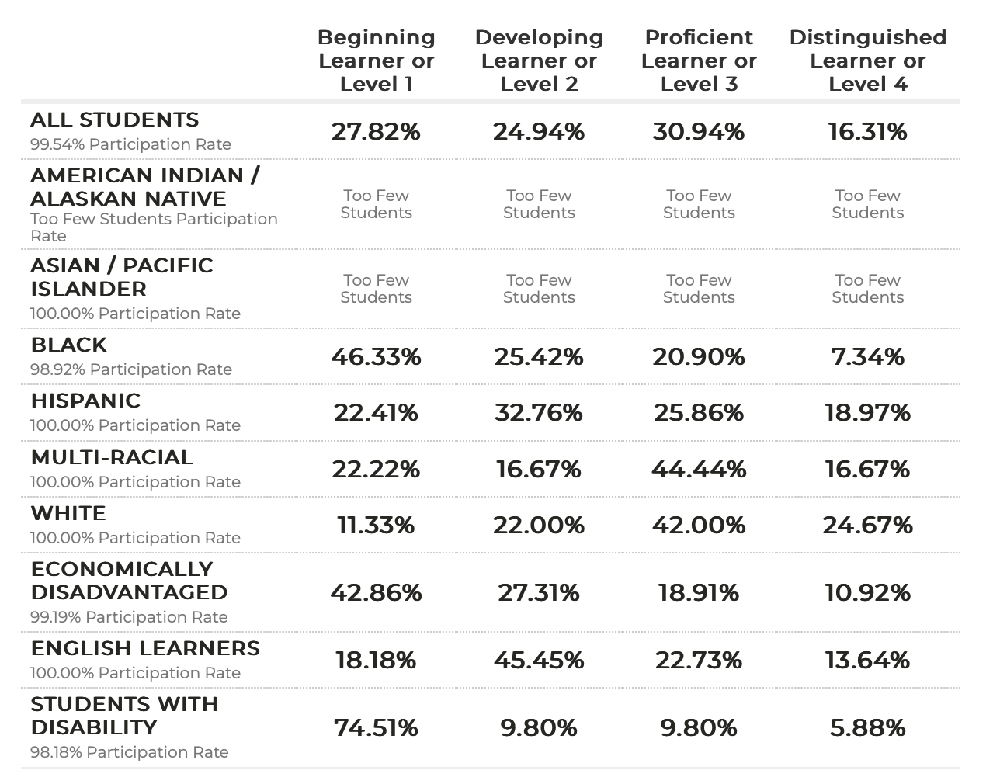 Beginning Learner or Level 1
Developing Learner or Level 2
Proficient Learner or Level 3
Distinguished Learner or Level 4
ALL STUDENTS
99.54% Participation Rate
27.82% 24.94% 30.94% 16.31%
AMERICAN INDIAN /
ALASKAN NATIVE
Too Few Students Participation
Rate
Too Few Students
Too Few Students
Too Few Students
Too Few Students
ASIAN / PACIFIC
ISLANDER
100.00% Participation Rate
Too Few Students
Too Few Students
Too Few Students
Too Few Students
BLACK
98.92% Participation Rate
46.33% 25.42% 20.90% 7.34%
HISPANIC
100.00% Participation Rate
22.41% 32.76% 25.86% 18.97%
MULTI-RACIAL
100.00% Participation Rate
22.22% 16.67% 44.44% 16.67%
WHITE
100.00% Participation Rate
11.33% 22.00% 42.00% 24.67%
ECONOMICALLY
DISADVANTAGED
99.19% Participation Rate
42.86% 27.31% 18.91% 10.92%
ENGLISH LEARNERS
100.00% Participation Rate
18.18% 45.45% 22.73% 13.64%
STUDENTS WITH
DISABILITY
98.18% Participation Rate
74.51% 9.80% 9.80% 5.88%